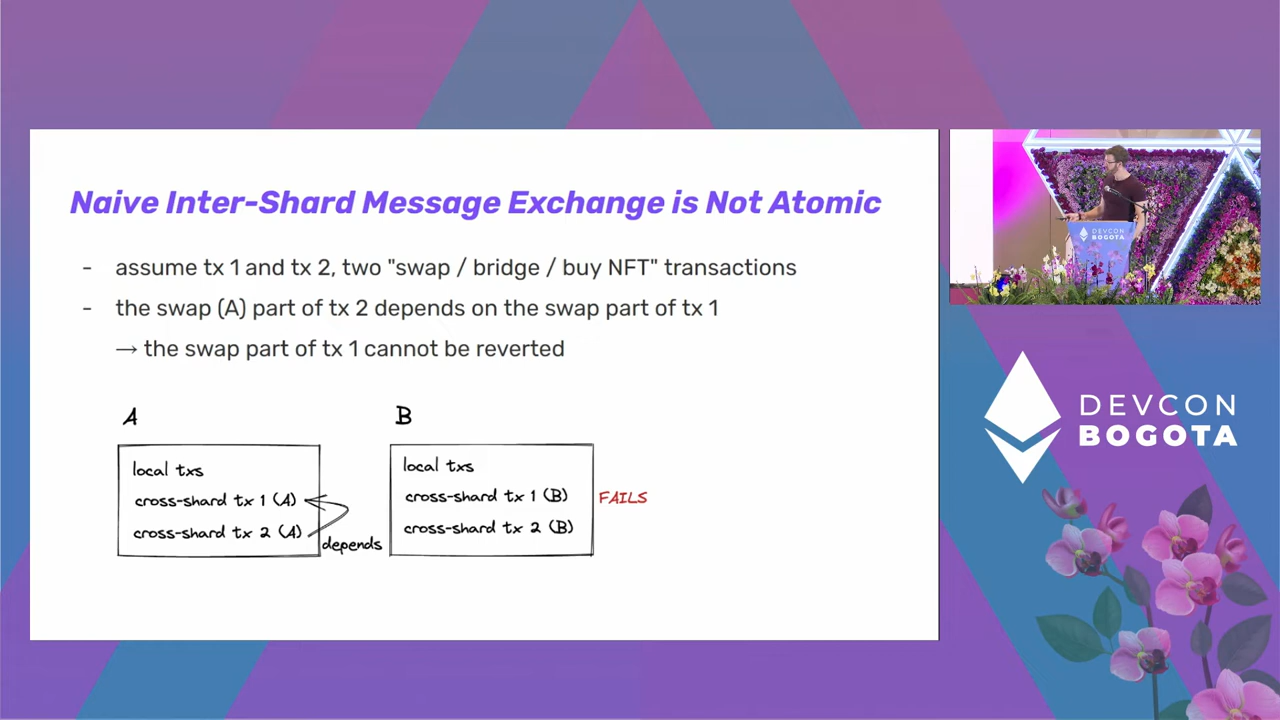 Naive Inter-Shard Message Exchange is Not Atomic
- assume tx 1 and tx 2, two "swap / bridge / buy NFT" transactions
- the swap (A) part of tx 2 depends on the swap part of tx 1
→ the swap part of tx 1 cannot be reverted
A
local txs
cross-shard tx 1 (A)
cross-shard tx 2 (A)
depends
B
local txs
cross-shard tx 1 (B)
cross-shard tx 2 (B)
FAILS
DEVCON
BOGOTA
DEVCON
BOGOTA